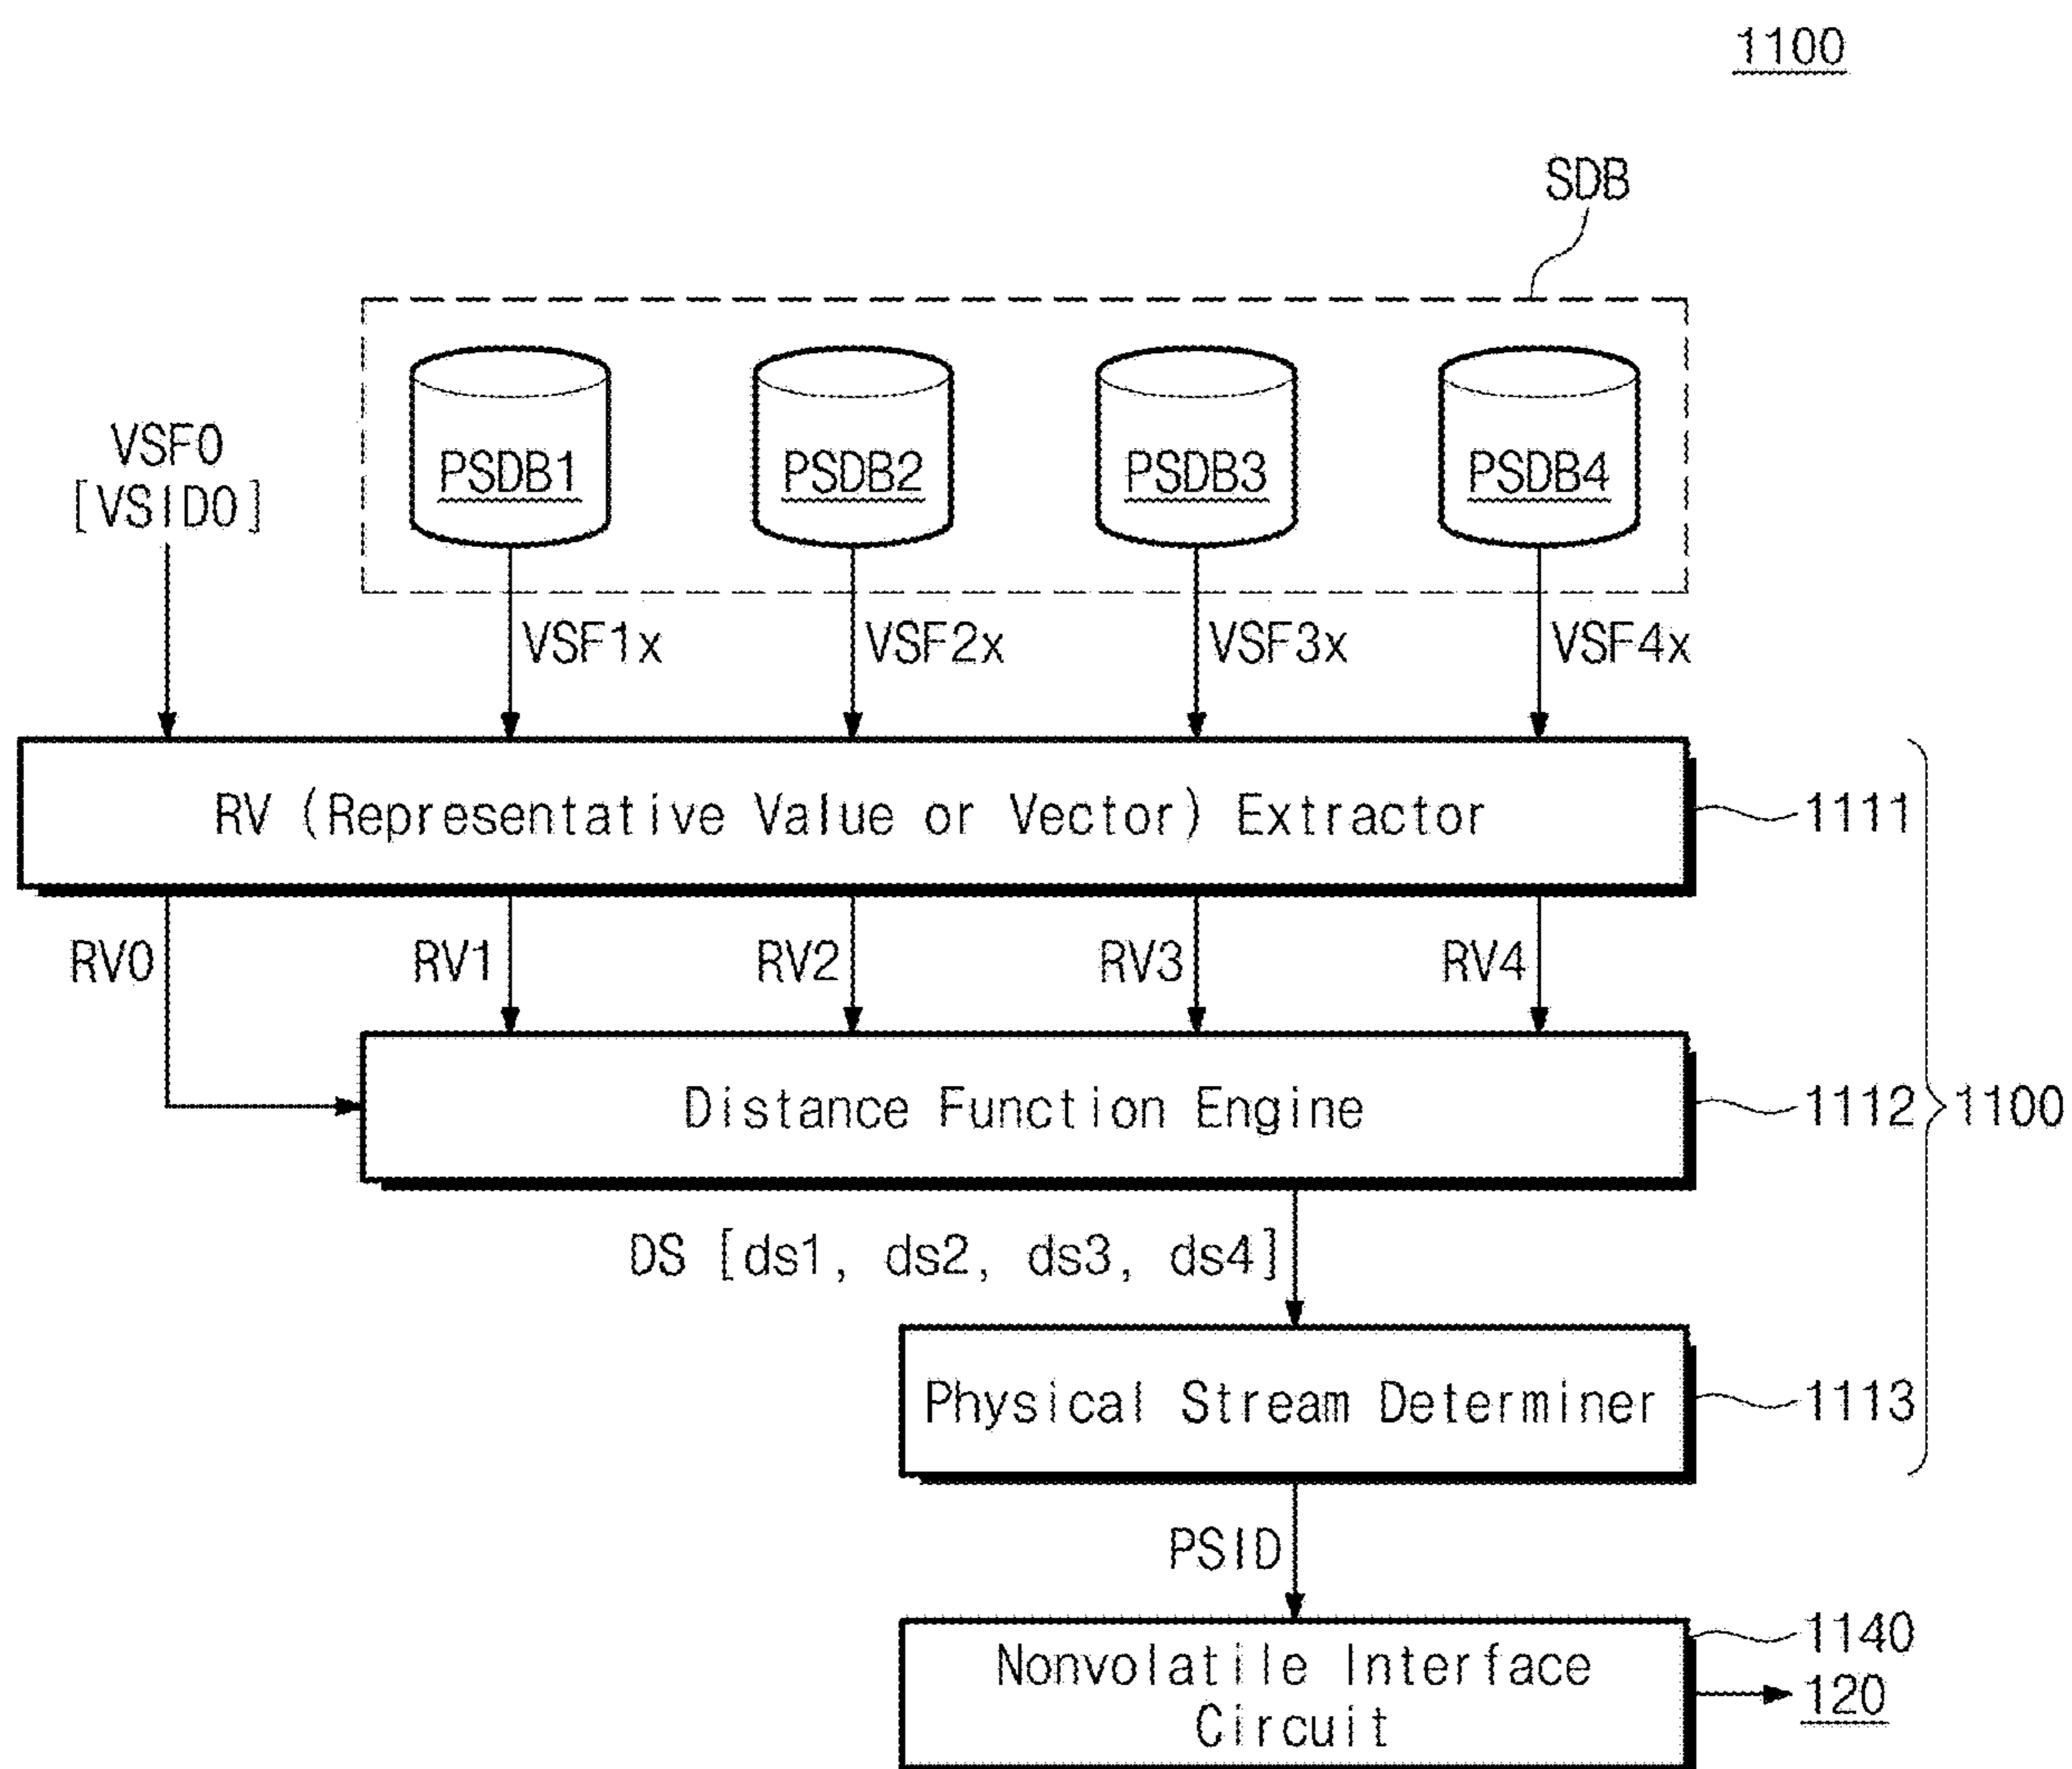 1100
SDB
VSF0
[VSID0]
PSDB1
PSDB2
PSDB3
PSDB4
VSF1x
VSF2x
VSF3x
VSF4x
RV (Representative Value or Vector) Extractor
1111
RV0
RV1
RV2
RV3
RV4
Distance Function Engine
1112
1100
DS [ds1, ds2, ds3, ds4]
Physical Stream Determiner
1113
PSID
Nonvolatile Interface
Circuit
1140
120